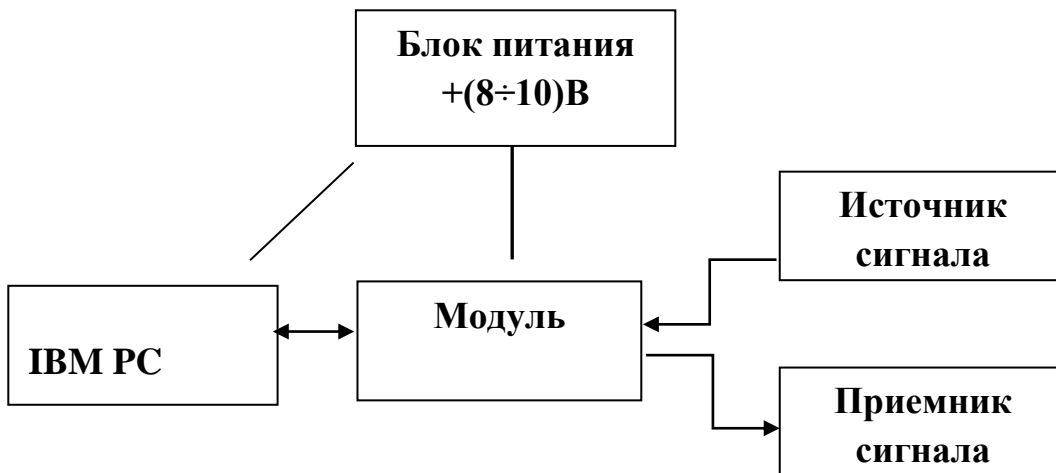 Блок питания
+(8÷10)В
Источник
сигнала
Модуль
IBM PC
Приемник
сигнала